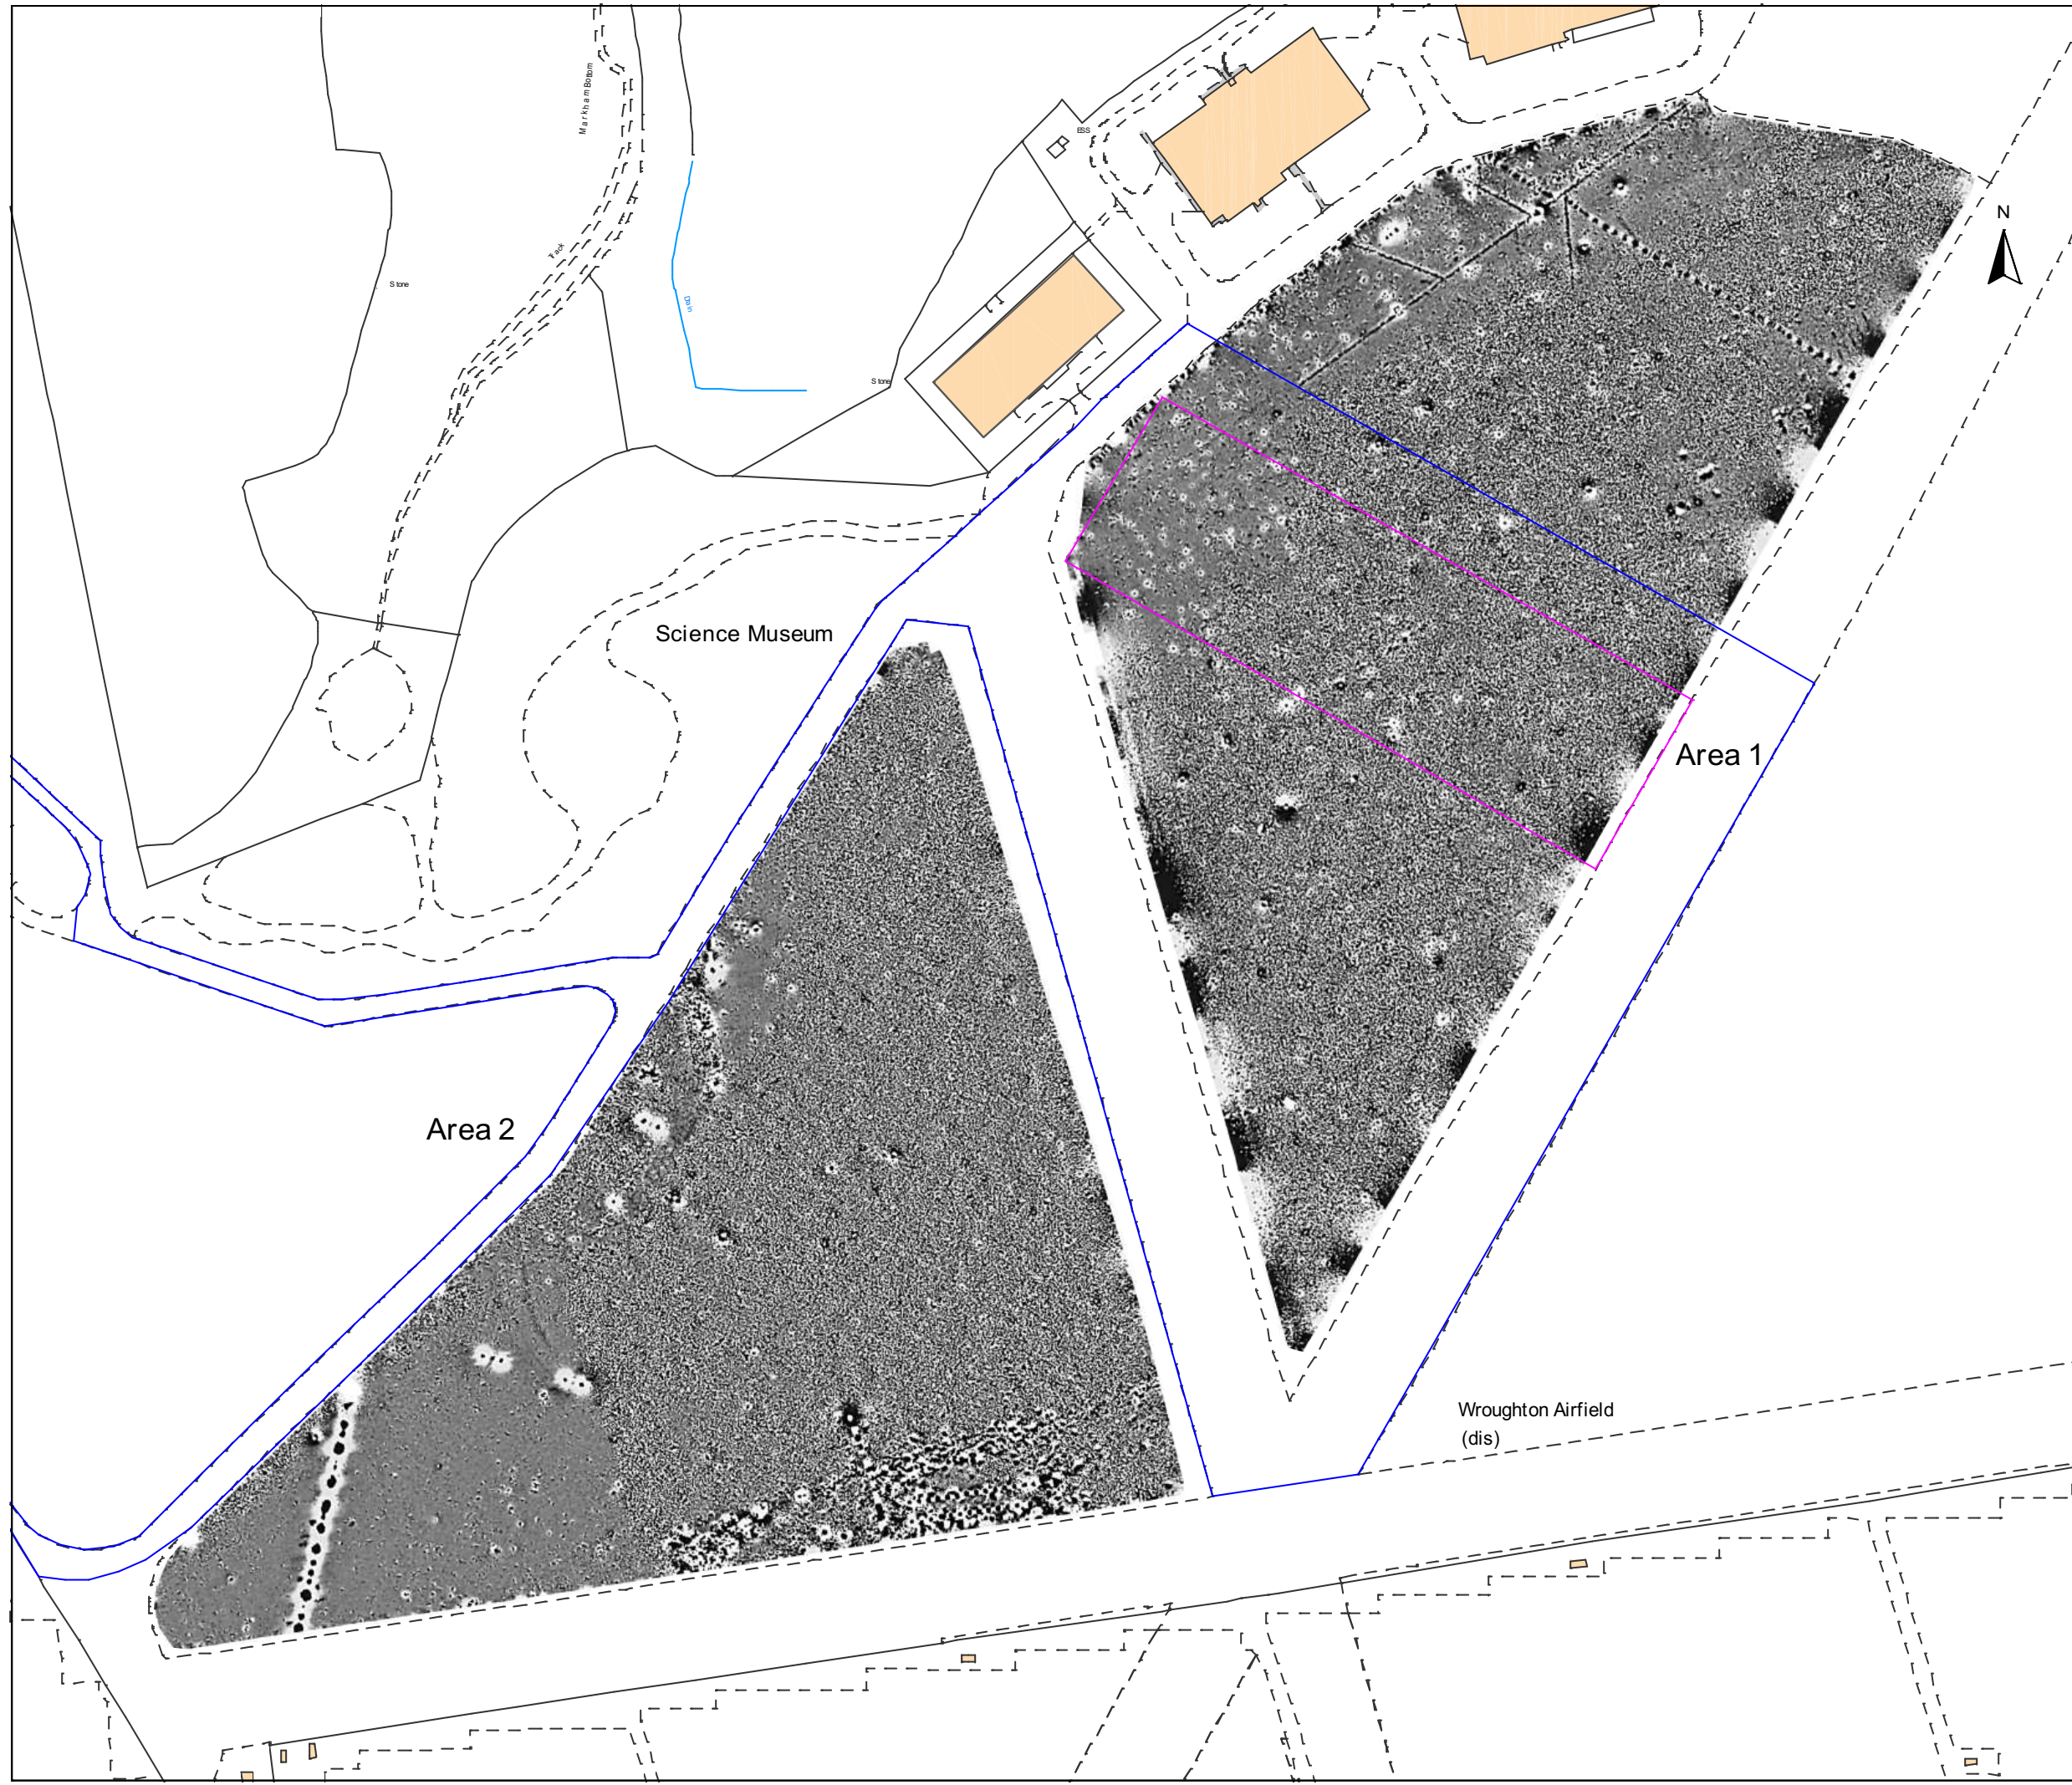 Markham Bottom
ESS
N
Track
Stone
Drain
Stone
Science Museum
Area 1
Area 2
Wroughton Airfield
(dis)